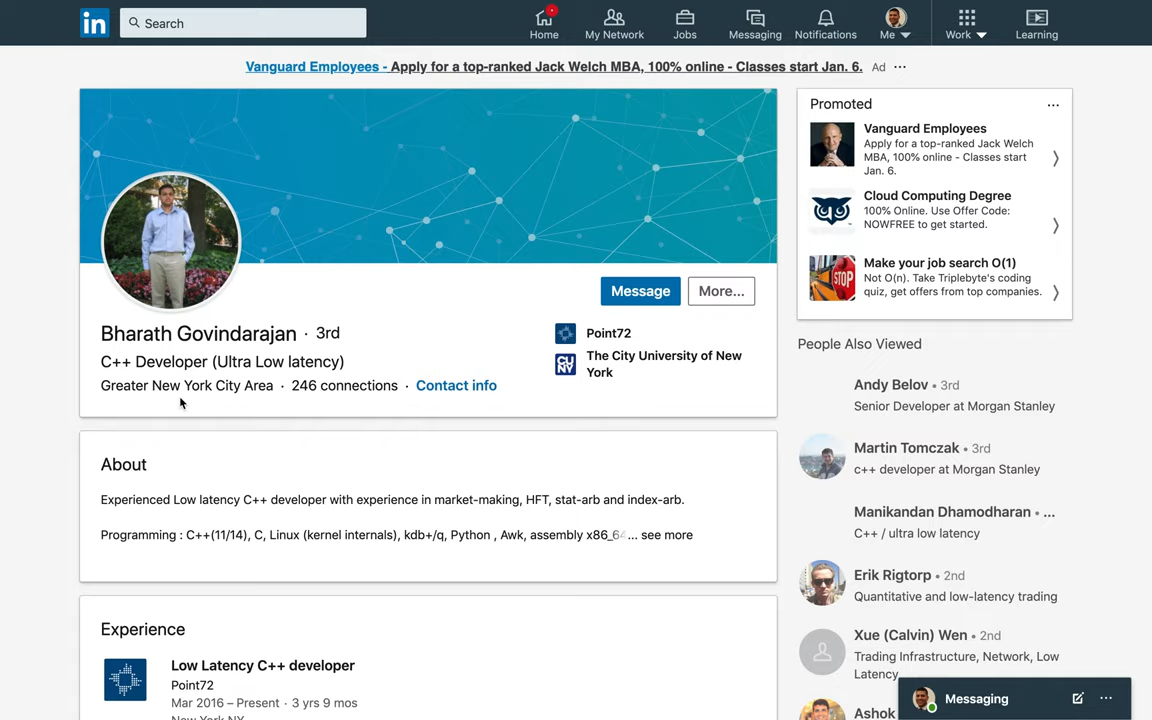 in
Search
Home
My Network
Jobs
Messaging
Notifications
Me
Work
Learning
Vanguard Employees - Apply for a top-ranked Jack Welch MBA, 100% online - Classes start Jan. 6. Ad ...
Promoted ...
Vanguard Employees
Apply for a top-ranked Jack Welch
MBA, 100% online - Classes start
Jan. 6.
Cloud Computing Degree
100% Online. Use Offer Code:
NOWFREE to get started.
STOP
Make your job search O(1)
Not O(n). Take Triplebyte's coding
quiz, get offers from top companies.
Message
More...
Bharath Govindarajan · 3rd
C++ Developer (Ultra Low latency)
Greater New York City Area · 246 connections · Contact info
Point72
CU
NY
The City University of New
York
About
Experienced Low latency C++ developer with experience in market-making, HFT, stat-arb and index-arb.
Programming : C++(11/14), C, Linux (kernel internals), kdb+/q, Python , Awk, assembly x86_64... see more
Experience
Low Latency C++ developer
Point72
Mar 2016 – Present · 3 yrs 9 mos
New York NY
People Also Viewed
Andy Belov • 3rd
Senior Developer at Morgan Stanley
Martin Tomczak • 3rd
c++ developer at Morgan Stanley
Manikandan Dhamodharan • ...
C++ / ultra low latency
Erik Rigtorp • 2nd
Quantitative and low-latency trading
Xue (Calvin) Wen • 2nd
Trading Infrastructure, Network, Low
Latency
Ashok
Messaging ...